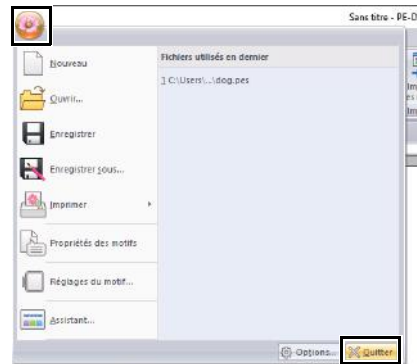 Sans titre - PE-D
Nouveau
Ouvrir...
Enregistrer
Enregistrer sous...
Imprimer
Propriétés des motifs
Réglages du motif...
Assistant...
Fichiers utilisés en dernier
1 C:\Users\...\dog.pes
Options...
Quitter